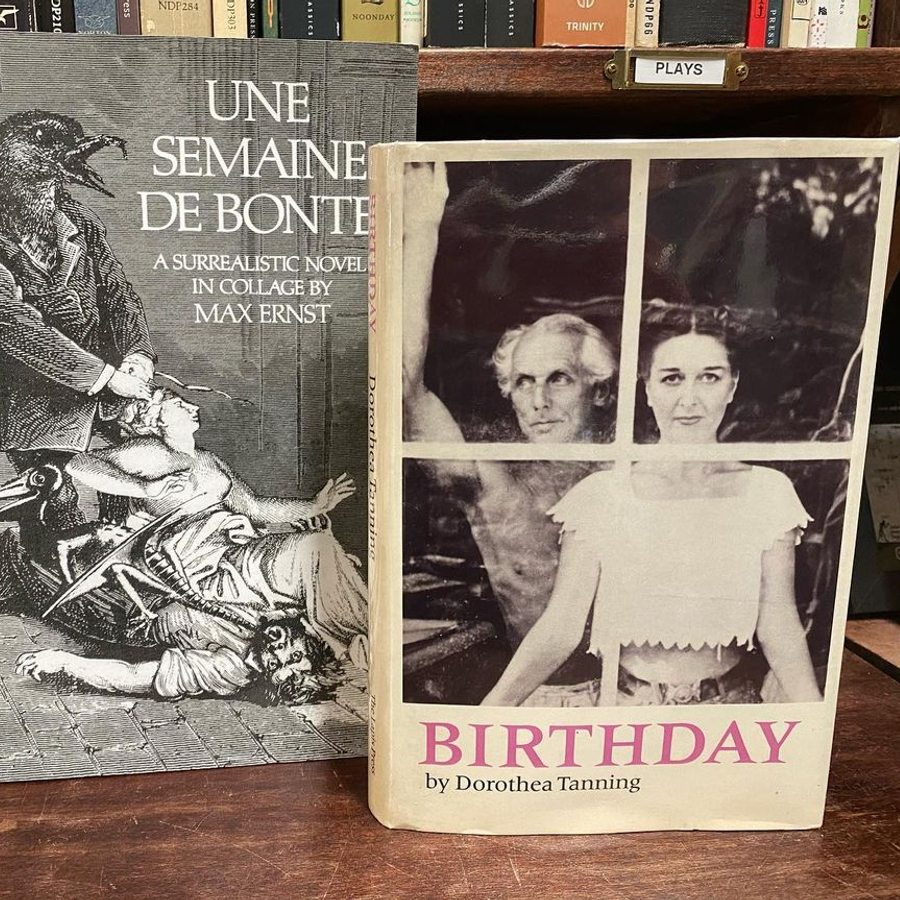 NDP284
NDP303
NOONDAY
TRINITY
NDP66
PLAYS
UNE
SEMAINE
DE BONTE
A SURREALISTIC NOVEL
IN COLLAGE BY
MAX ERNST
BIRTHDAY
Dorothea Tanning
The Lapis Press
BIRTHDAY
by Dorothea Tanning